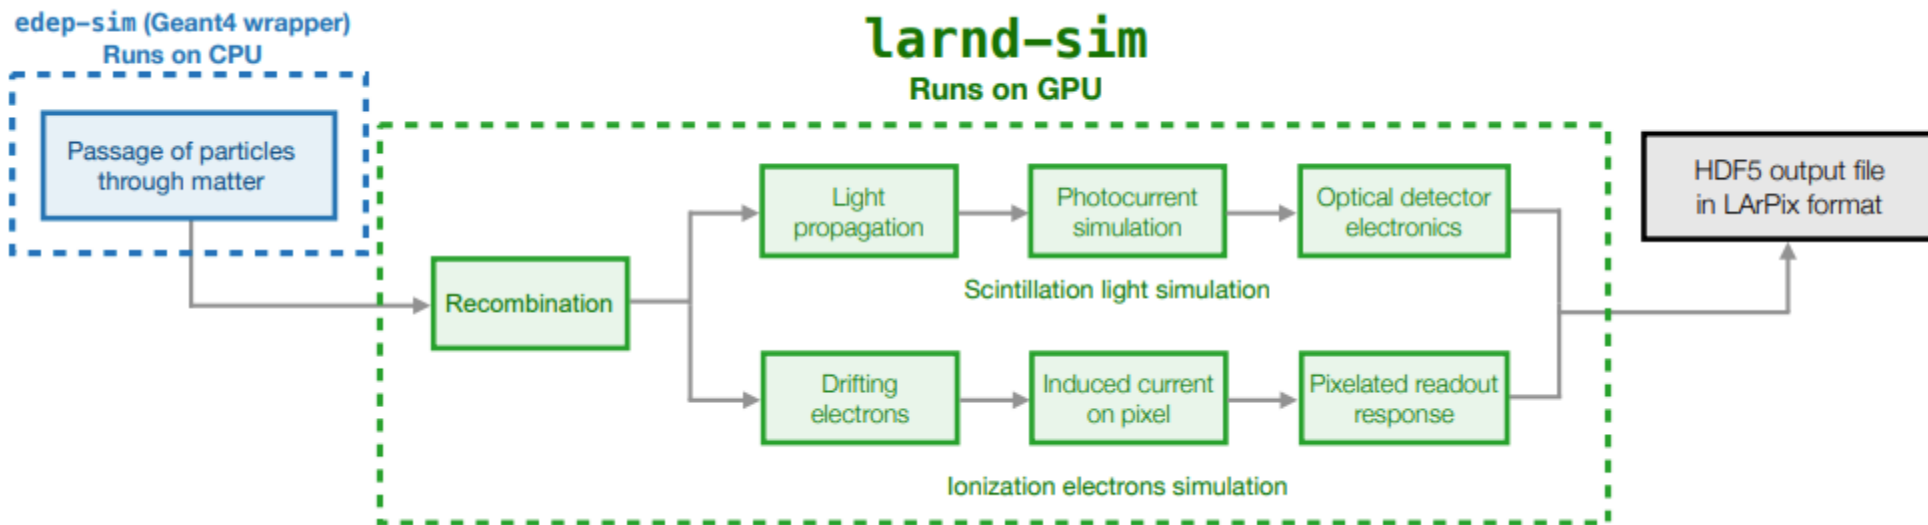 edep-sim (Geant4 wrapper)
Runs on CPU
larnd-sim
Runs on GPU
Passage of particles
through matter
Recombination
Light
propagation
Photocurrent
simulation
Optical detector
electronics
Scintillation light simulation
Drifting
electrons
Induced current
on pixel
Pixelated readout
response
Ionization electrons simulation
HDF5 output file
in LArPix format